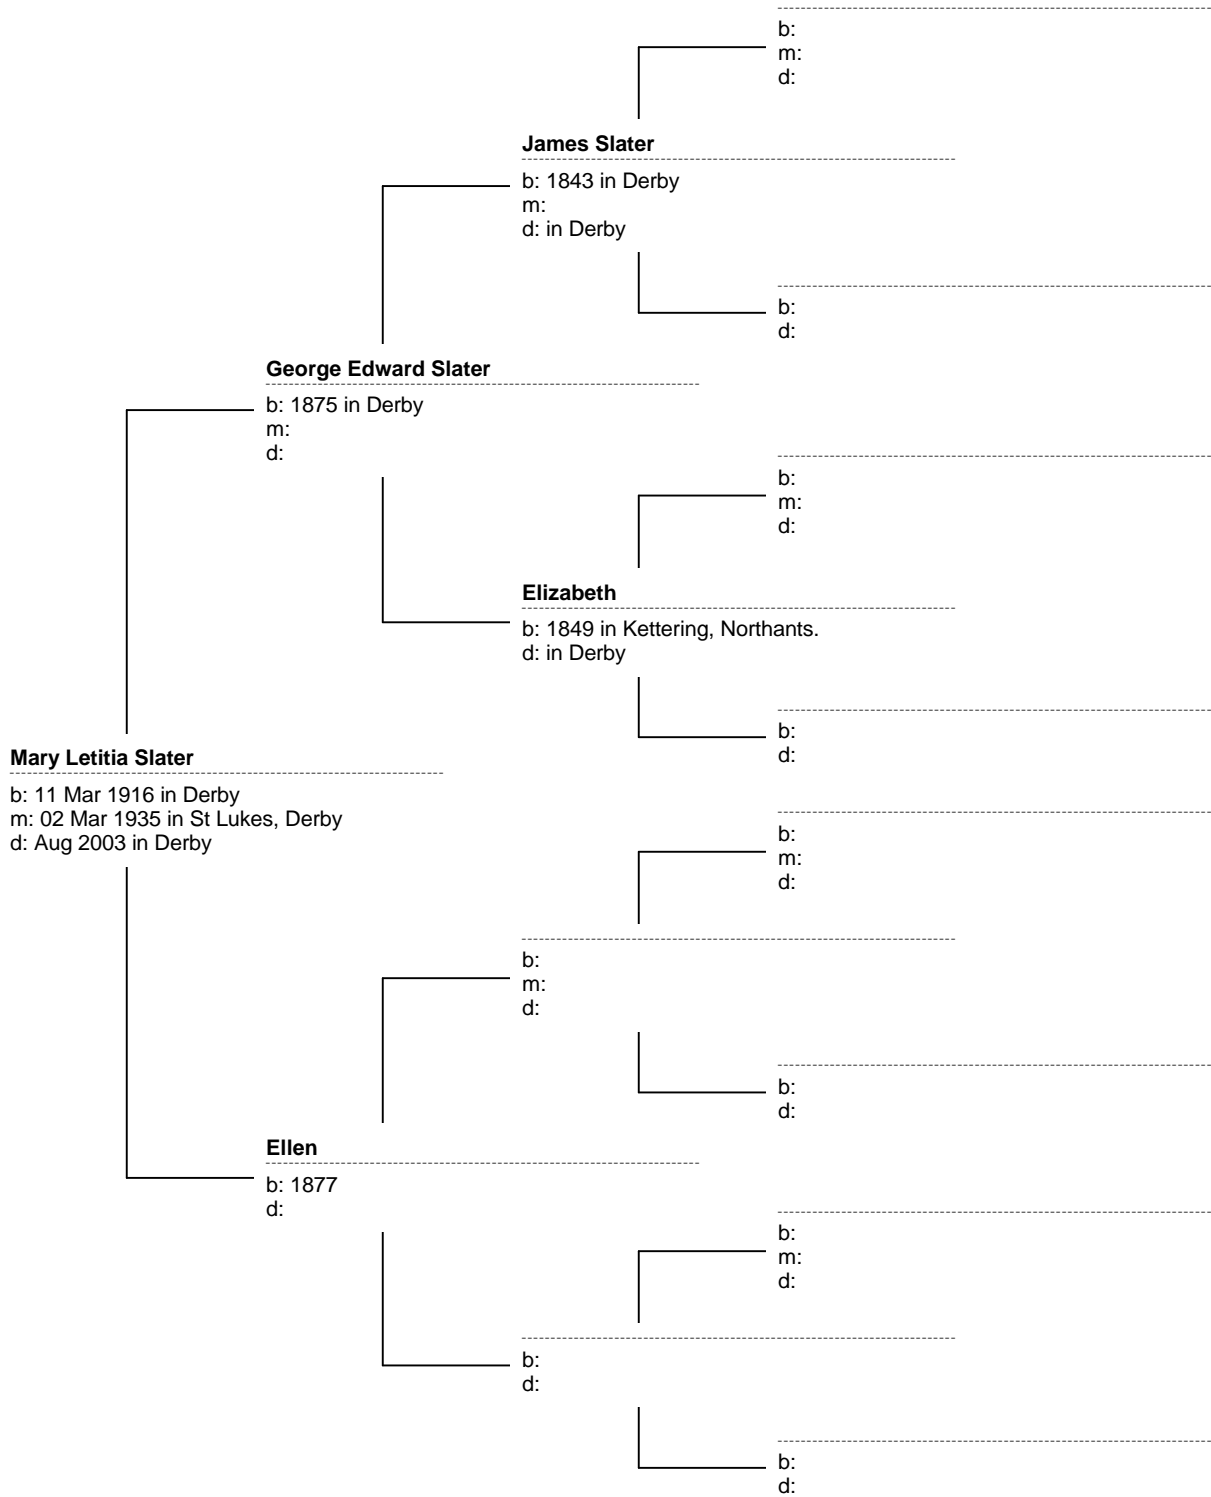 b:
m:
d:
James Slater
b: 1843 in Derby
m:
d: in Derby
b:
d:
George Edward Slater
b: 1875 in Derby
m:
d:
b:
m:
d:
Elizabeth
b: 1849 in Kettering, Northants.
d: in Derby
b:
d:
Mary Letitia Slater
b: 11 Mar 1916 in Derby
m: 02 Mar 1935 in St Lukes, Derby
d: Aug 2003 in Derby
b:
m:
d:
b:
m:
d:
b:
d:
Ellen
b: 1877
d:
b:
m:
d:
b:
d:
b:
d: